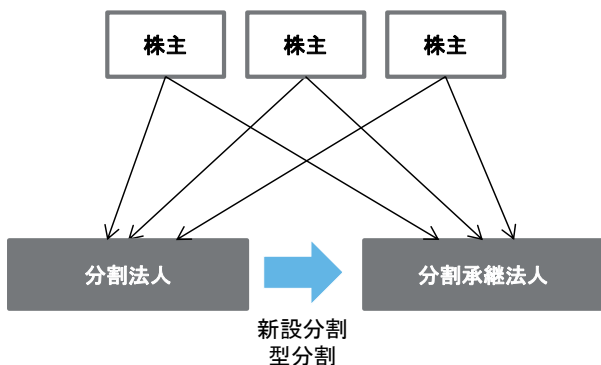 株主
株主
株主
分割法人
分割承継法人
新設分割
型分割